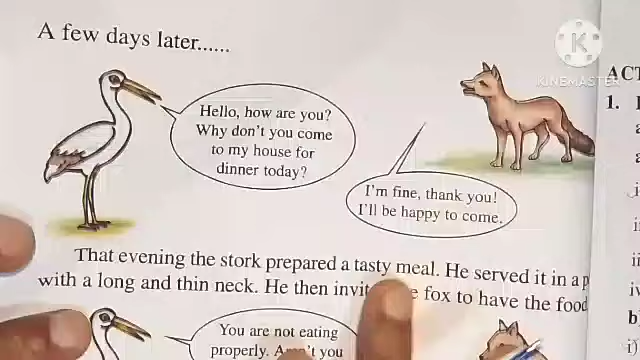 A few days later......
KINEMASTER
Hello, how are you?
Why don't you come
to my house for
dinner today?
I'm fine, thank you!
I'll be happy to come.
That evening the stork prepared a tasty meal. He served it in a
with a long and thin neck. He then fox to have the food
You are not eating
properly. you
ACT
1.
b
i)